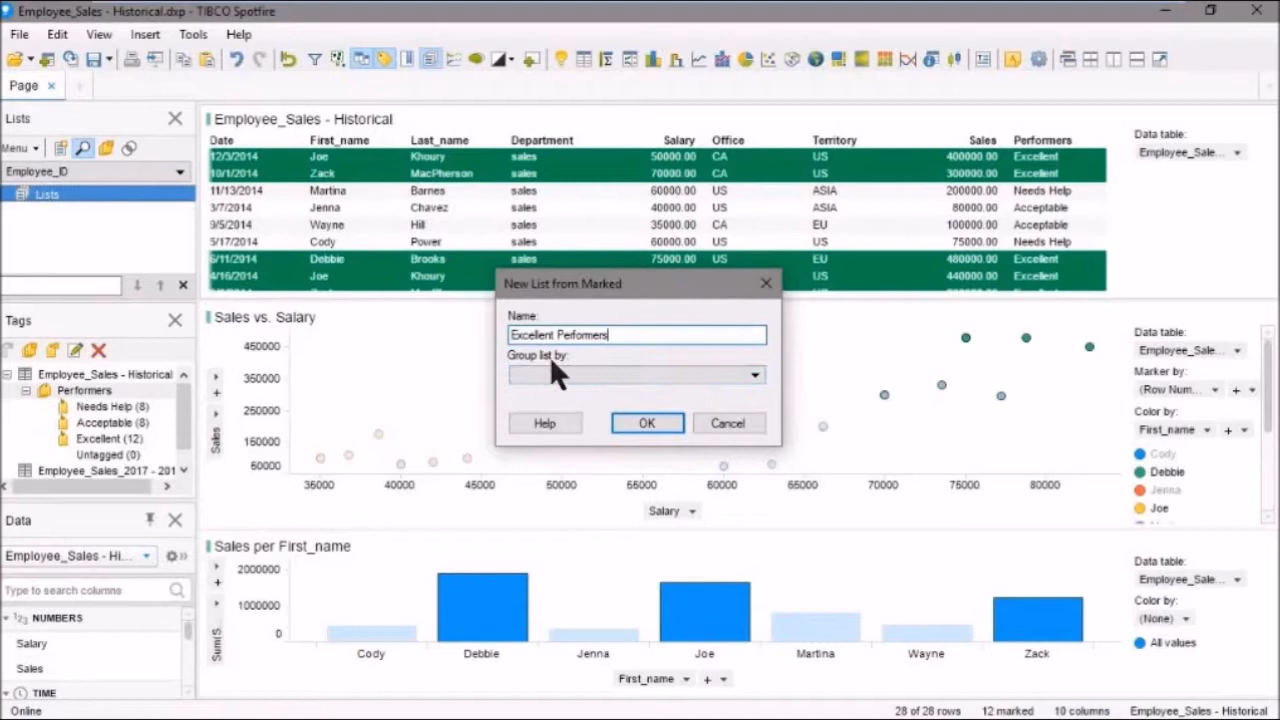 Employee_Sales - Historical.dxp - TIBCO Spotfire
File Edit View Insert Tools Help
Page
Lists
Menu
Employee_ID
Lists
Tags
Employee_Sales - Historical
Performers
Needs Help (8)
Acceptable (8)
Excellent (12)
Untagged (0)
Employee_Sales_2017 - 201
Data
Employee_Sales - Hi...
Type to search columns
NUMBERS
Salary
Sales
TIME
Employee_Sales - Historical
Date First_name Last_name Department Salary Office Territory Sales Performers
12/3/2014 Joe Khoury sales 50000.00 CA US 400000.00 Excellent
10/1/2014 Zack MacPherson sales 70000.00 CA US 300000.00 Excellent
11/13/2014 Martina Barnes sales 60000.00 US ASIA 200000.00 Needs Help
3/7/2014 Jenna Chavez sales 40000.00 US ASIA 80000.00 Acceptable
9/5/2014 Wayne Hill sales 35000.00 CA EU 100000.00 Acceptable
5/17/2014 Cody Power sales 60000.00 US US 75000.00 Needs Help
6/11/2014 Debbie Brooks sales 75000.00 US EU 480000.00 Excellent
4/16/2014 Joe Khoury US 440000.00 Excellent
Data table:
Employee_Sale...
New List from Marked
Name:
Excellent Performers
Group list by:
Help OK Cancel
Sales vs. Salary
450000
350000
250000
150000
50000
Sales
35000 40000 45000 50000 55000 60000 65000 70000 75000 80000
Salary
Data table:
Employee_Sale...
Marker by:
(Row Num...
Color by:
First_name
Cody
Debbie
Jenna
Joe
Sales per First_name
2000000
1000000
0
Sum(S...
Cody Debbie Jenna Joe Martina Wayne Zack
First_name
Data table:
Employee_Sale...
Color by:
(None)
All values
Online 28 of 28 rows 12 marked 10 columns Employee_Sales - Historical